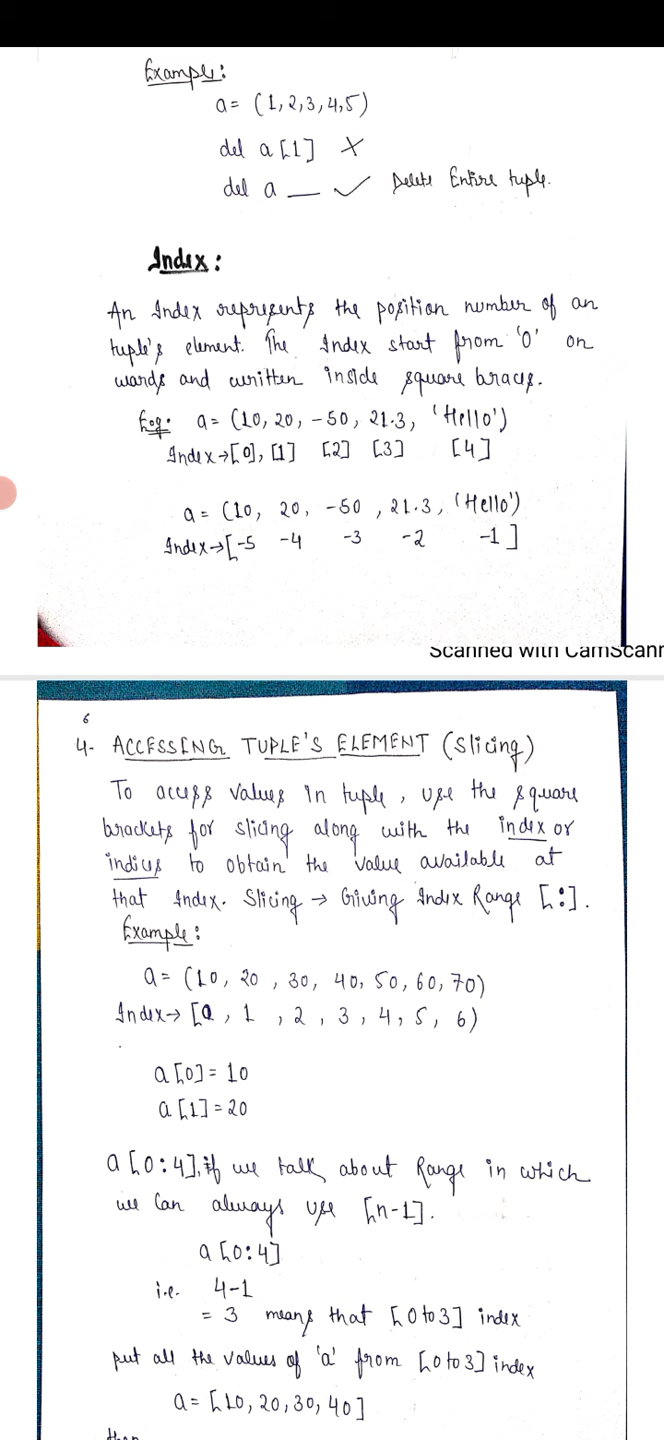 Example:
a = (1,2,3,4,5)
del a [1] ✗
del a — ✓ Delete Entire tuple.
Index:
An Index represents the position number of an
tuple's element. The Index start from '0' on
wards and written inside square braces.
Eg: a = (10, 20, -50, 21.3, 'Hello')
Index→[0], [1] [2] [3] [4]
a = (10, 20, -50, 21.3, 'Hello')
Index→[-5 -4 -3 -2 -1]
Scanned with CamScann
6
4- ACCESSING TUPLE'S ELEMENT (slicing)
To access values in tuple, use the square
brackets for slicing along with the index or
indices to obtain the value available at
that Index. Slicing → Giving Index Range [:].
Example:
a = (10, 20, 30, 40, 50, 60, 70)
Index→ [0, 1, 2, 3, 4, 5, 6)
a [0] = 10
a [1] = 20
a [0:4], if we talk about Range in which
we can always use [n-1].
a [0:4]
i.e. 4-1
= 3 means that [0 to 3] index
put all the values of 'a' from [0 to 3] index
a = [10, 20, 30, 40]